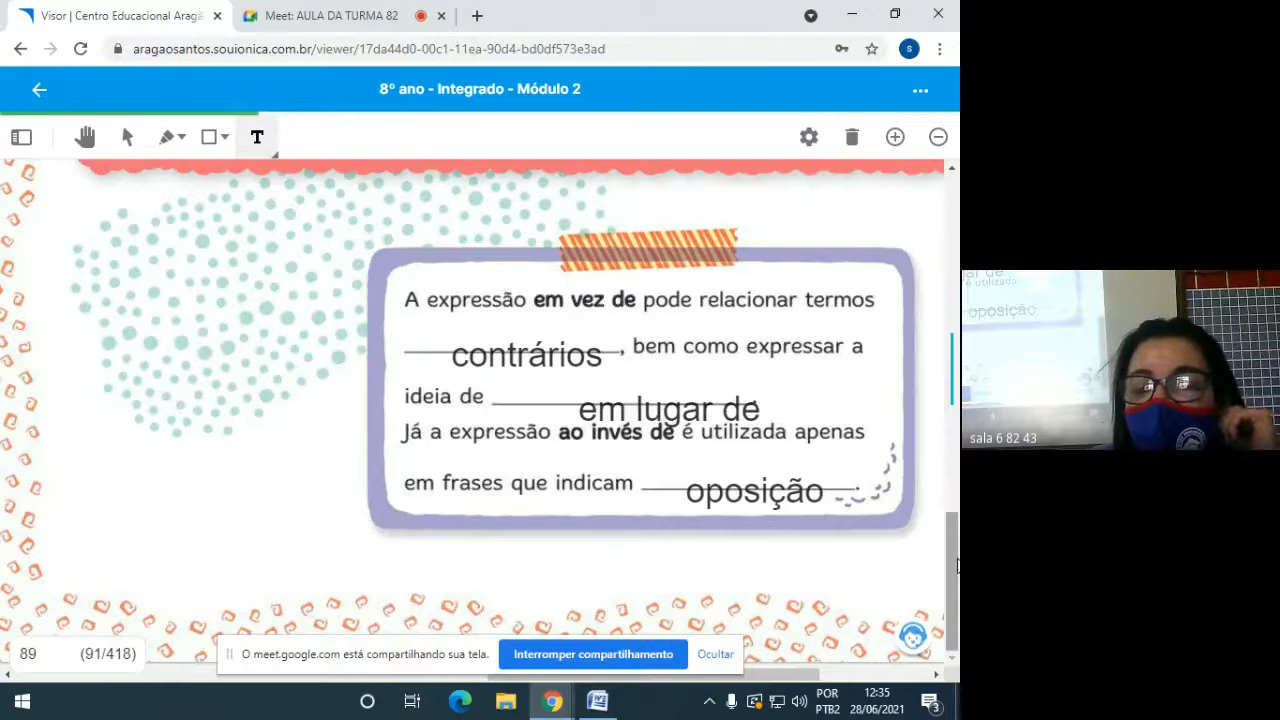 Visor | Centro Educacional Aragã
Meet: AULA DA TURMA 82
aragaosantos.souionica.com.br/viewer/17da44d0-00c1-11ea-90d4-bd0df573e3ad
S
8º ano - Integrado - Módulo 2
T
A expressão em vez de pode relacionar termos
contrários, bem como expressar a
ideia de em lugar de.
Já a expressão ao invés de é utilizada apenas
em frases que indicam oposição.
lugar de
é utilizada
oposição
sala 6 82 43
89 (91/418)
O meet.google.com está compartilhando sua tela.
Interromper compartilhamento
Ocultar
POR
PTB2
12:35
28/06/2021
3